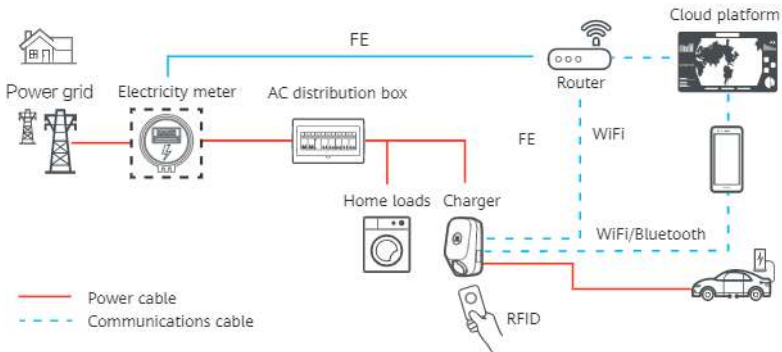 Cloud platform
FE
Power grid
Electricity meter
AC distribution box
Router
FE
WiFi
Home loads
Charger
WiFi/Bluetooth
Power cable
Communications cable
RFID